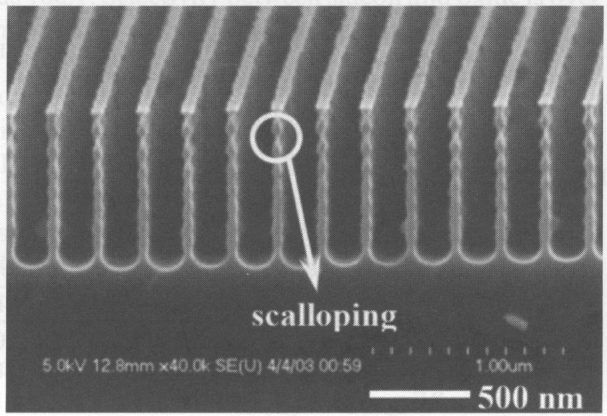 scalloping
5.0kV 12.8mm x40.0k SE(U) 4/4/03 00:59 1.00um
500 nm